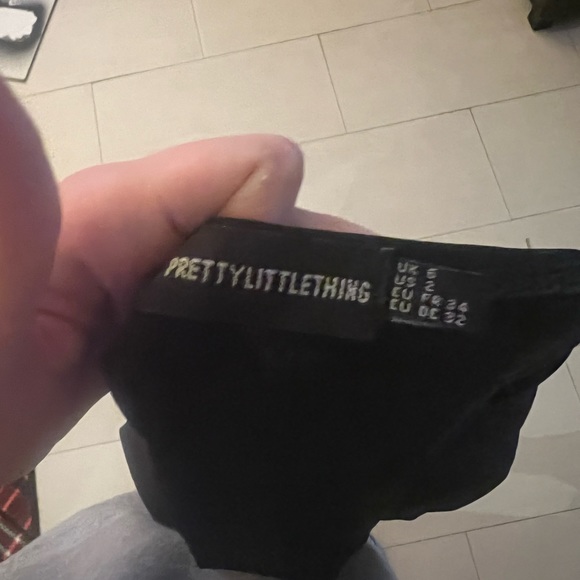 PRETTYLITTLETHING
UK 6
US 2
EU FR 34
EU DE 32